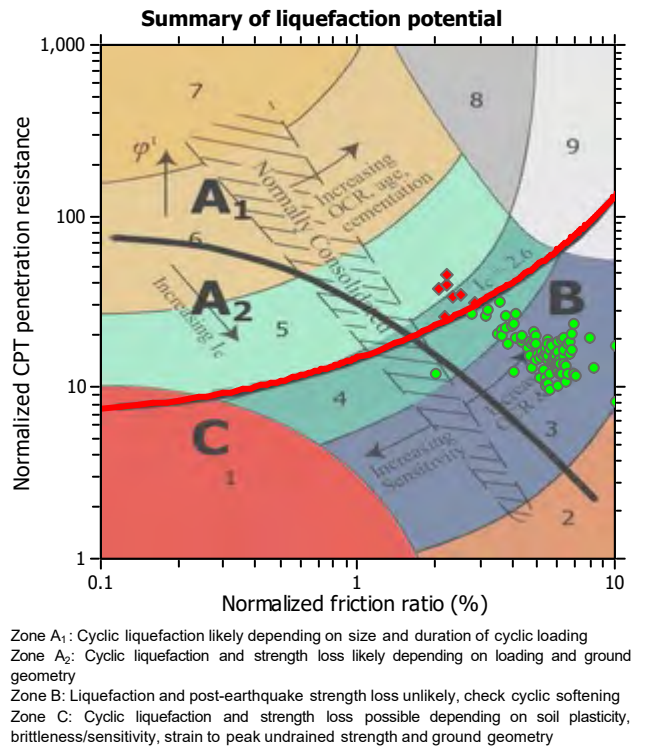 Summary of liquefaction potential
1,000
7
8
9
φ'
A1
Increasing
OCR, age,
cementation
Normally Consolidated
100
6
Ic = 2.6
Increasing Ic
A2
5
B
10
4
C
Increasing
Sensitivity
3
1
2
1
0.1
1
10
Normalized CPT penetration resistance
Normalized friction ratio (%)
Zone A1: Cyclic liquefaction likely depending on size and duration of cyclic loading
Zone A2: Cyclic liquefaction and strength loss likely depending on loading and ground
geometry
Zone B: Liquefaction and post-earthquake strength loss unlikely, check cyclic softening
Zone C: Cyclic liquefaction and strength loss possible depending on soil plasticity,
brittleness/sensitivity, strain to peak undrained strength and ground geometry